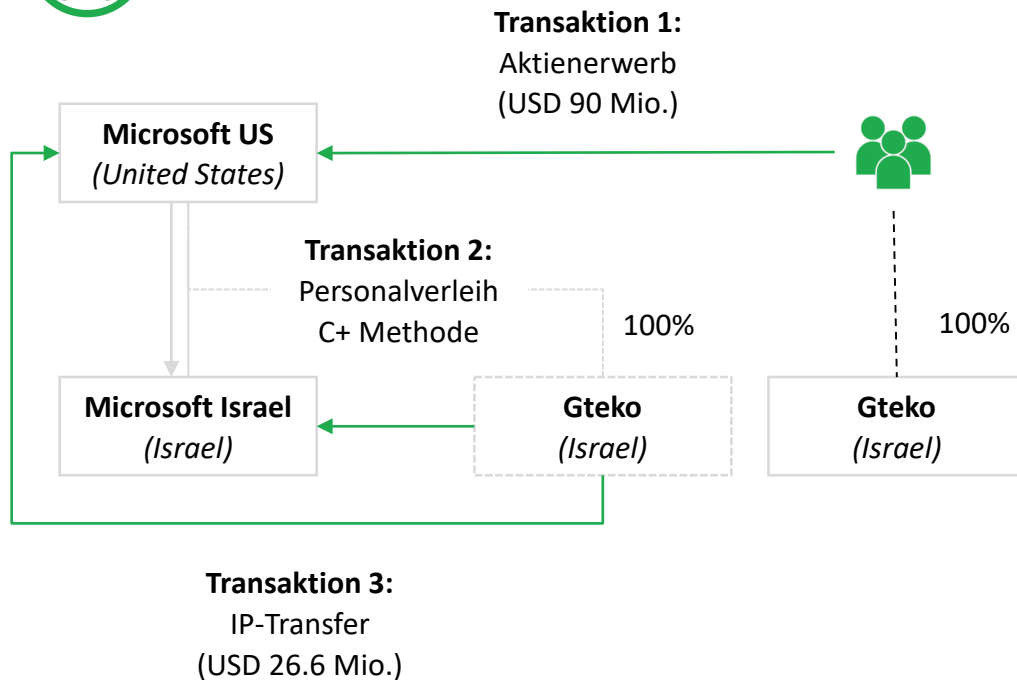 Transaktion 1:
Aktienerwerb
(USD 90 Mio.)
Microsoft US
(United States)
Transaktion 2:
Personalverleih
C+ Methode
100%
100%
Microsoft Israel
(Israel)
Gteko
(Israel)
Gteko
(Israel)
Transaktion 3:
IP-Transfer
(USD 26.6 Mio.)